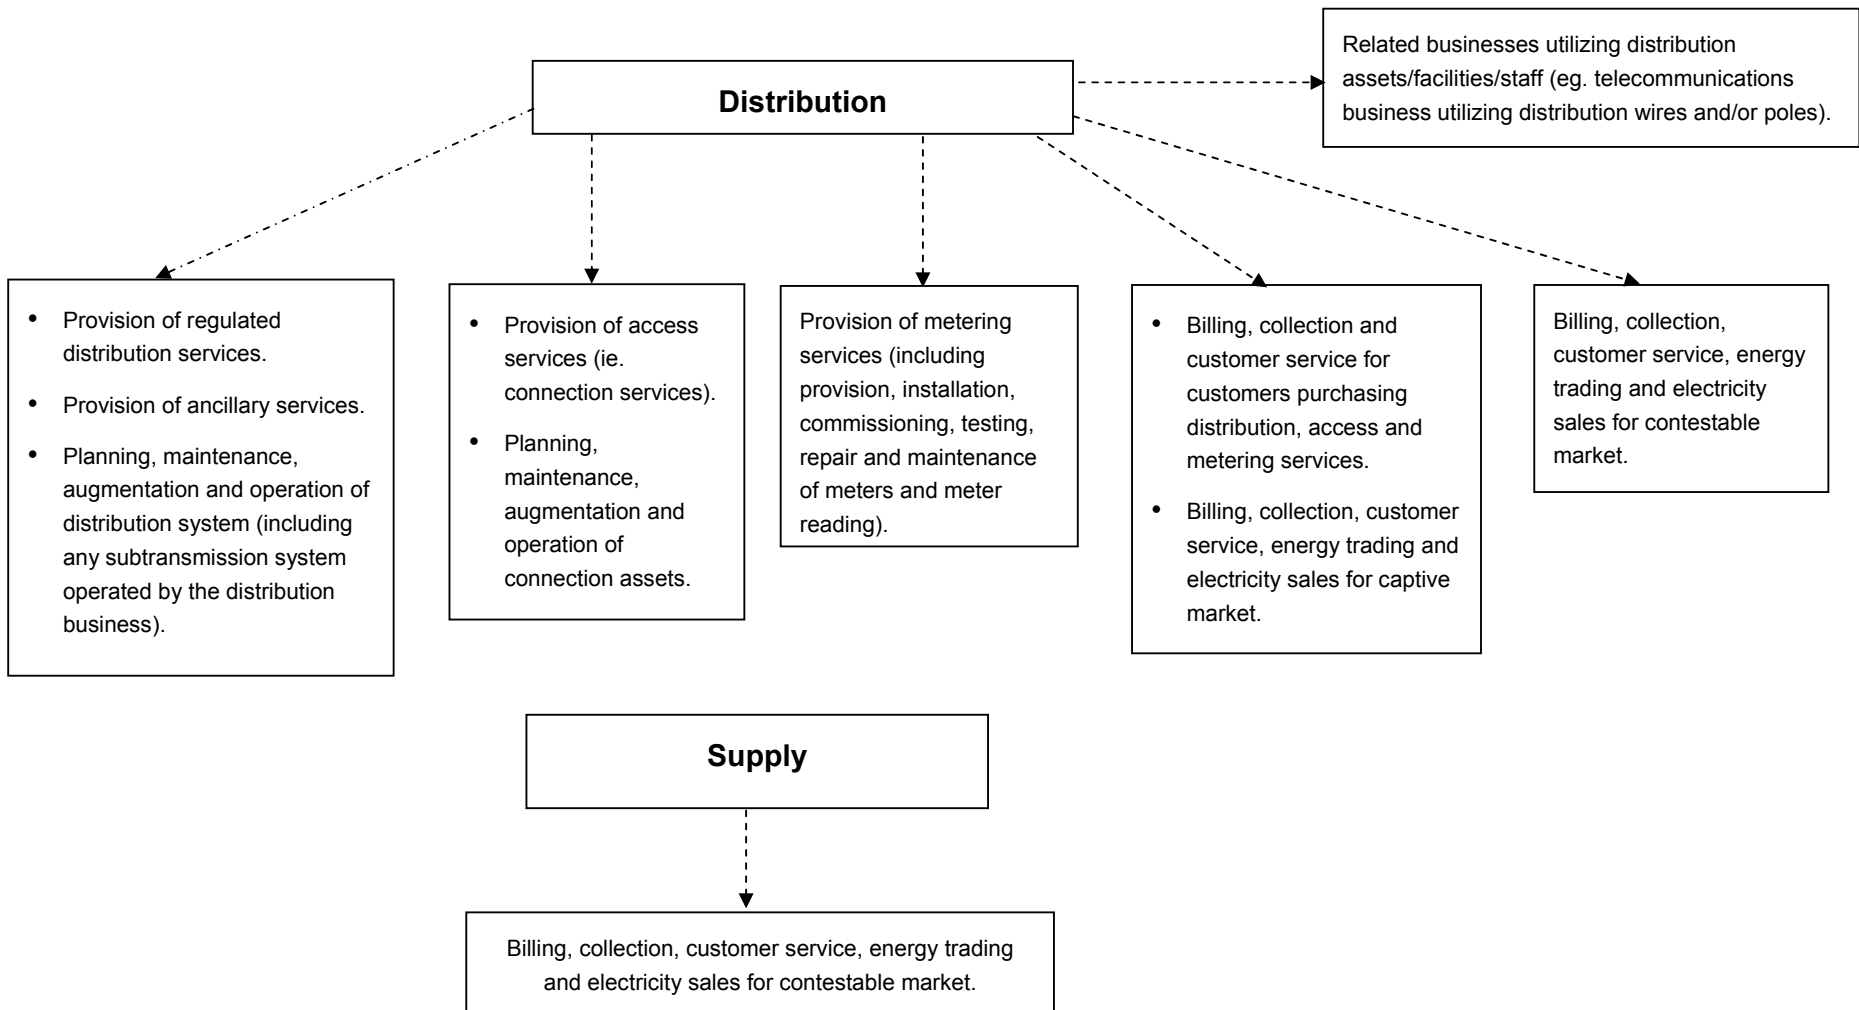 Distribution
Related businesses utilizing distribution
assets/facilities/staff (eg. telecommunications
business utilizing distribution wires and/or poles).
• Provision of regulated
distribution services.
• Provision of ancillary services.
• Planning, maintenance,
augmentation and operation of
distribution system (including
any subtransmission system
operated by the distribution
business).
• Provision of access
services (ie.
connection services).
• Planning,
maintenance,
augmentation and
operation of
connection assets.
Provision of metering
services (including
provision, installation,
commissioning, testing,
repair and maintenance
of meters and meter
reading).
• Billing, collection and
customer service for
customers purchasing
distribution, access and
metering services.
• Billing, collection, customer
service, energy trading and
electricity sales for captive
market.
Billing, collection,
customer service, energy
trading and electricity
sales for contestable
market.
Supply
Billing, collection, customer service, energy trading
and electricity sales for contestable market.